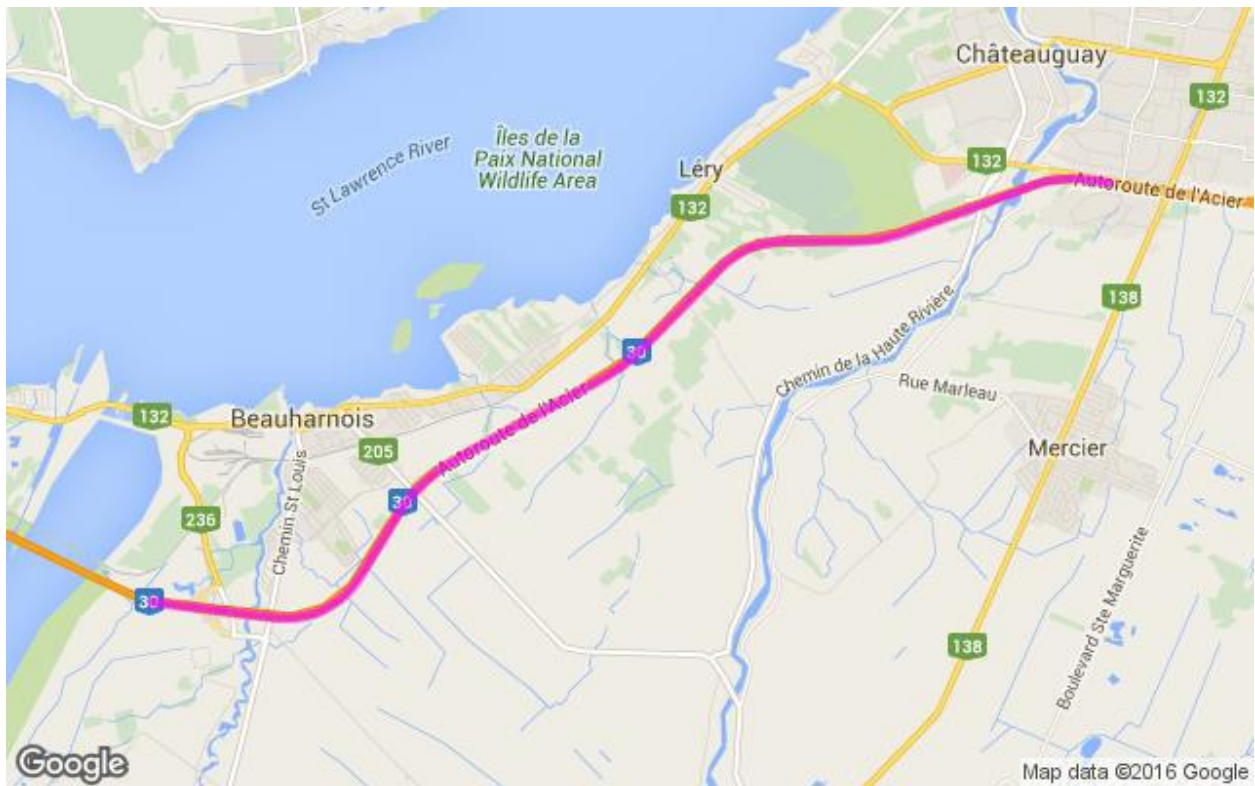 Châteauguay
132
Îles de la
Paix National
Wildlife Area
St Lawrence River
Léry
132
Autoroute de l'Acier
132
138
30
Chemin de la Haute Rivière
Rue Marleau
132
Beauharnois
205
Autoroute de l'Acier
Mercier
30
236
Chemin St Louis
30
138
Boulevard Ste Marguerite
Google
Map data ©2016 Google